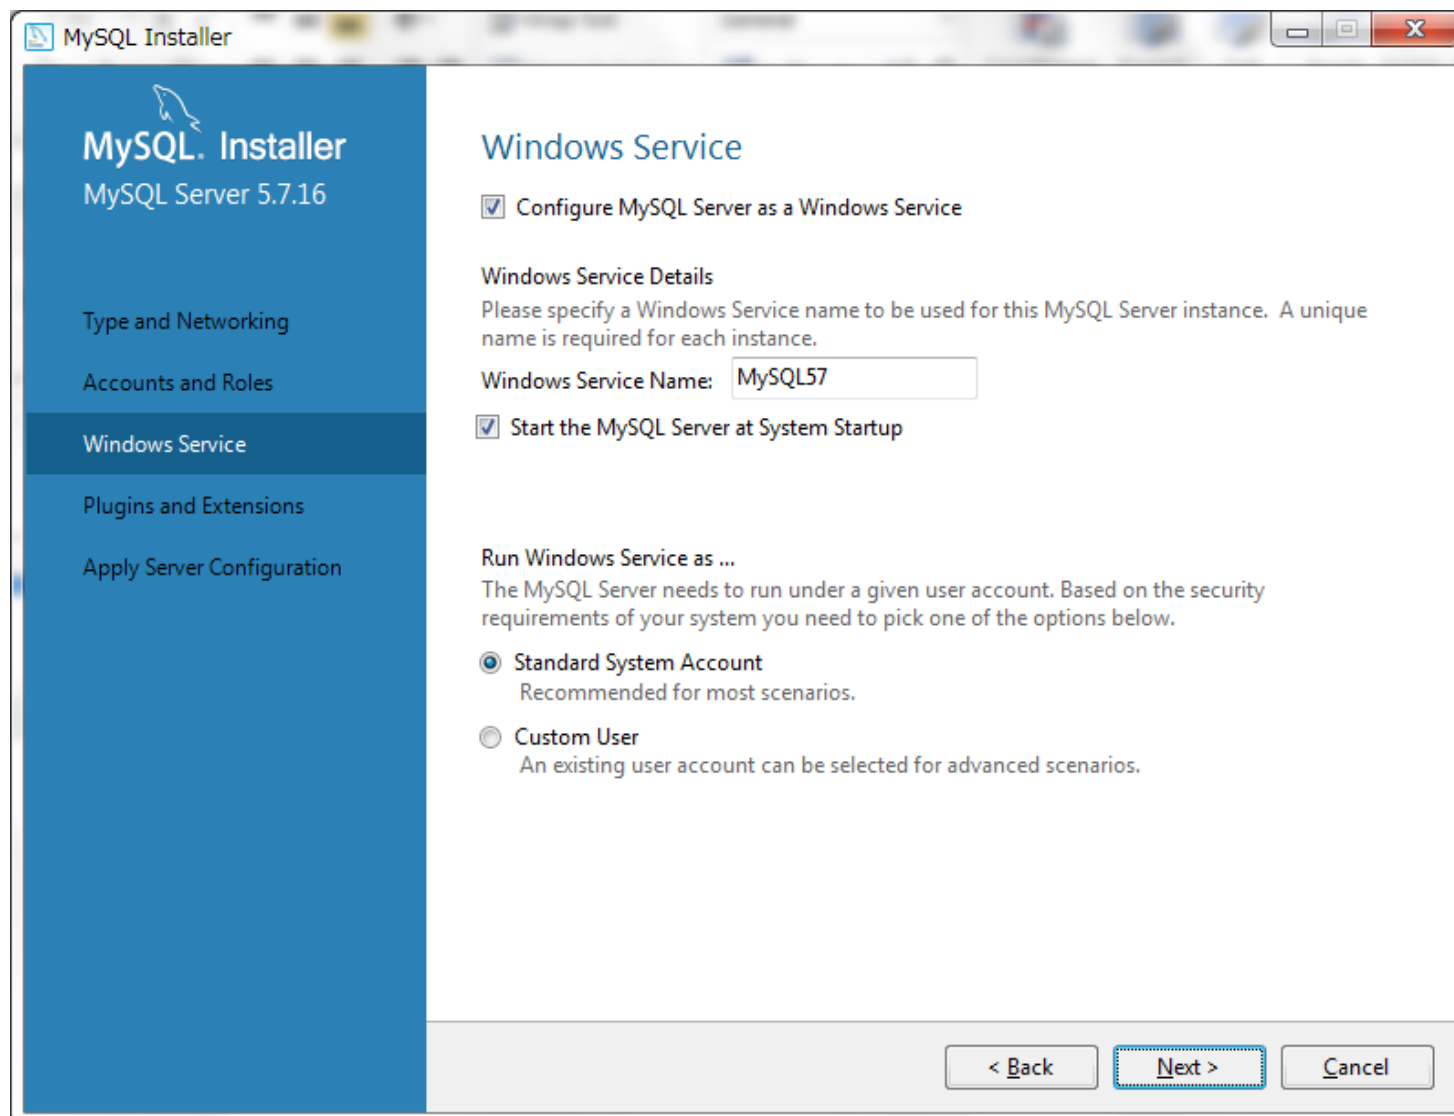 MySQL Installer
MySQL. Installer
MySQL Server 5.7.16
Type and Networking
Accounts and Roles
Windows Service
Plugins and Extensions
Apply Server Configuration
Windows Service
Configure MySQL Server as a Windows Service
Windows Service Details
Please specify a Windows Service name to be used for this MySQL Server instance. A unique
name is required for each instance.
Windows Service Name: MySQL57
Start the MySQL Server at System Startup
Run Windows Service as ...
The MySQL Server needs to run under a given user account. Based on the security
requirements of your system you need to pick one of the options below.
Standard System Account
Recommended for most scenarios.
Custom User
An existing user account can be selected for advanced scenarios.
< Back
Next >
Cancel